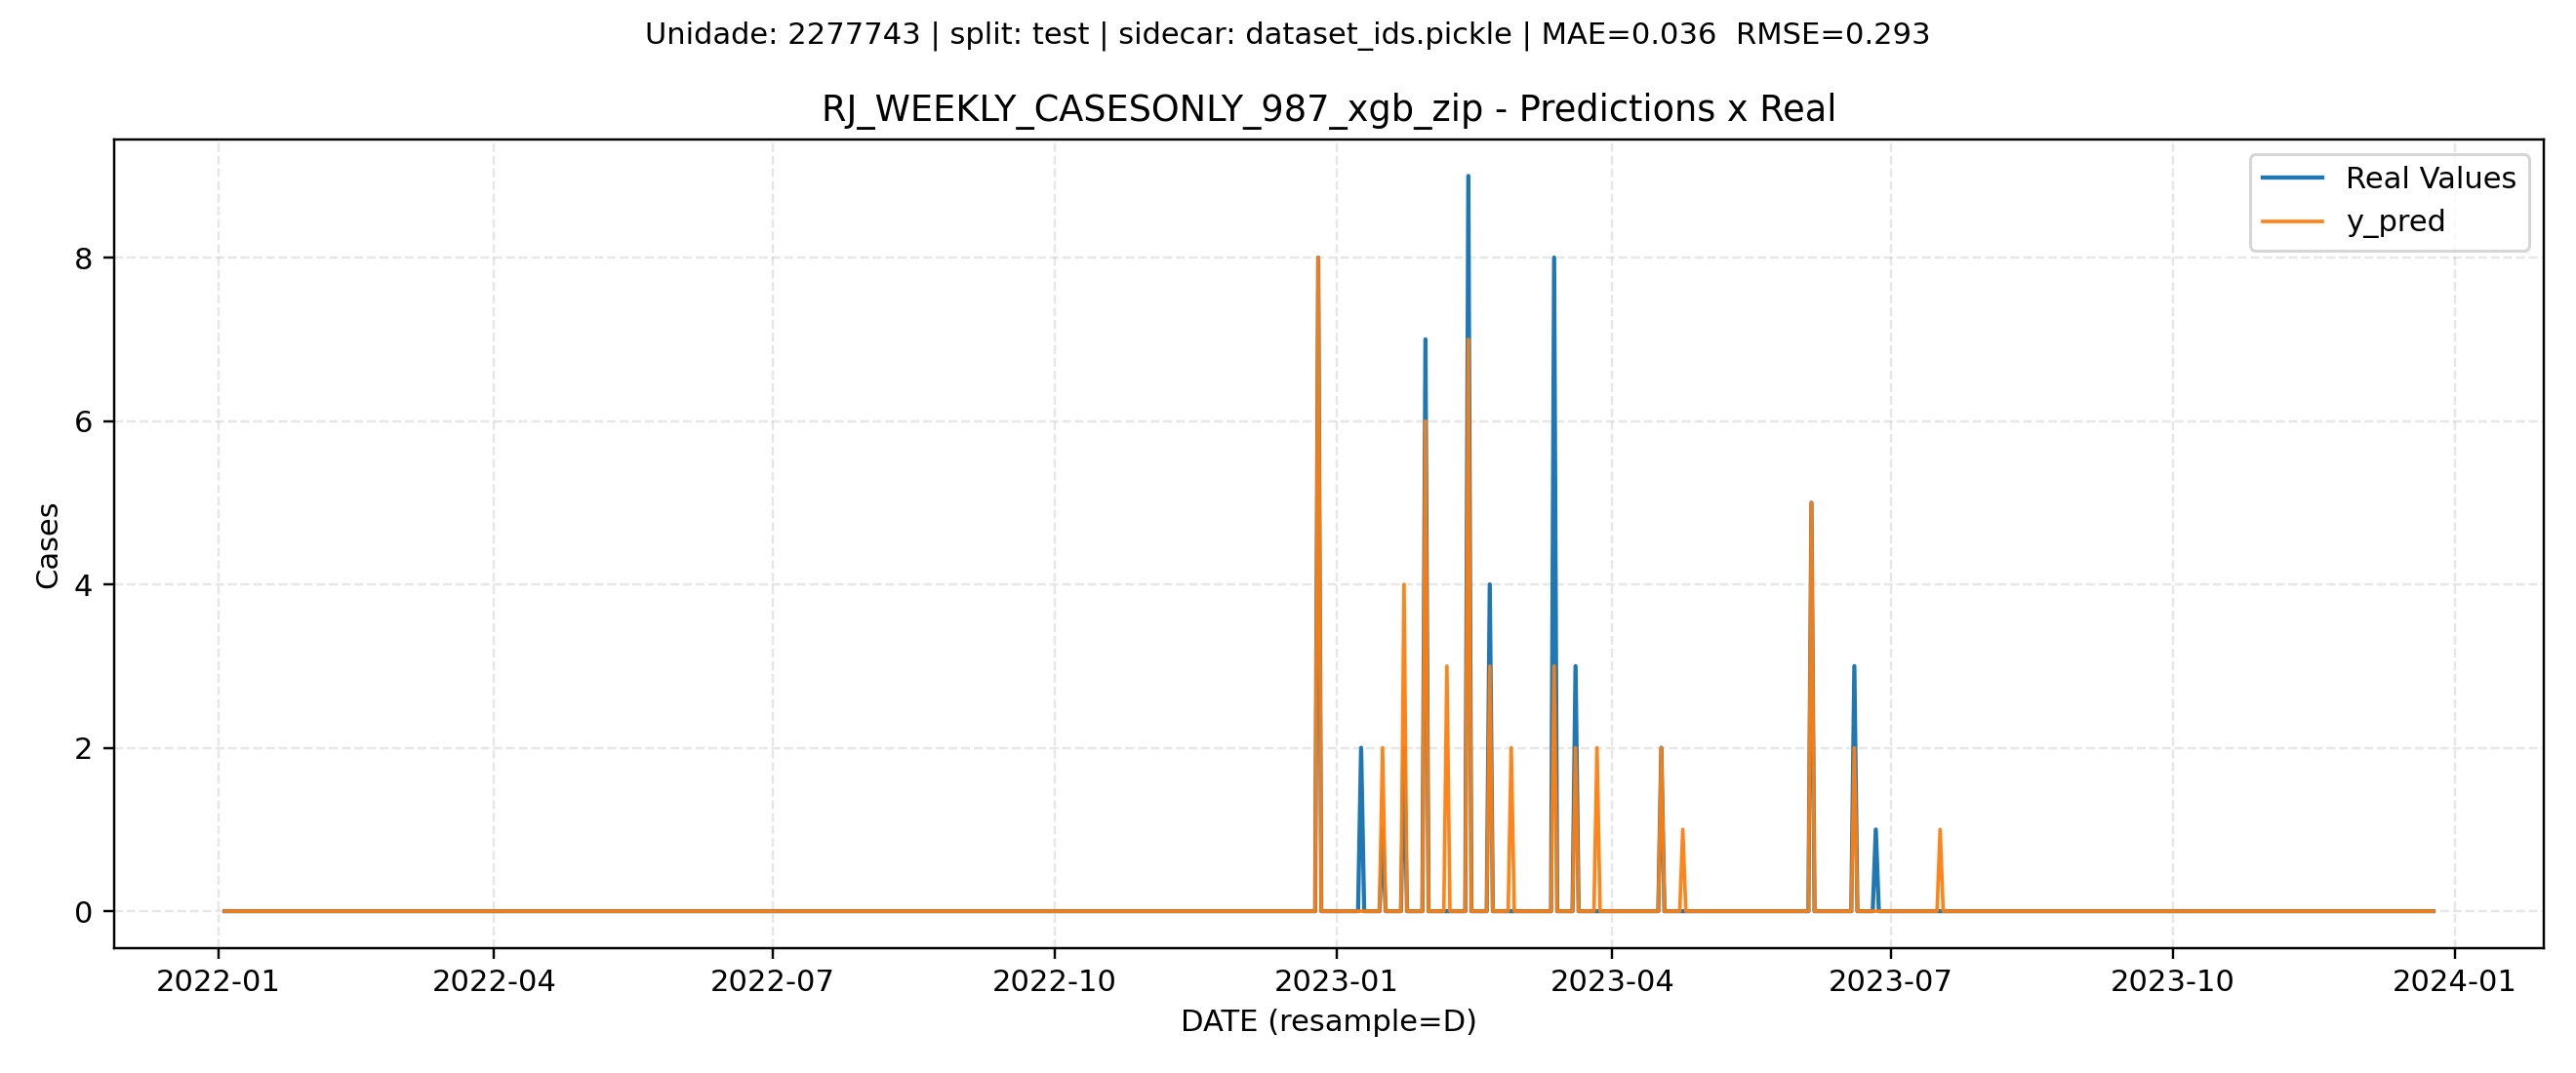 Unidade: 2277743 | split: test | sidecar: dataset_ids.pickle | MAE=0.036  RMSE=0.293
RJ_WEEKLY_CASESONLY_987_xgb_zip - Predictions x Real
Real Values
y_pred
8
6
4
2
0
Cases
2022-01 2022-04 2022-07 2022-10 2023-01 2023-04 2023-07 2023-10 2024-01
DATE (resample=D)